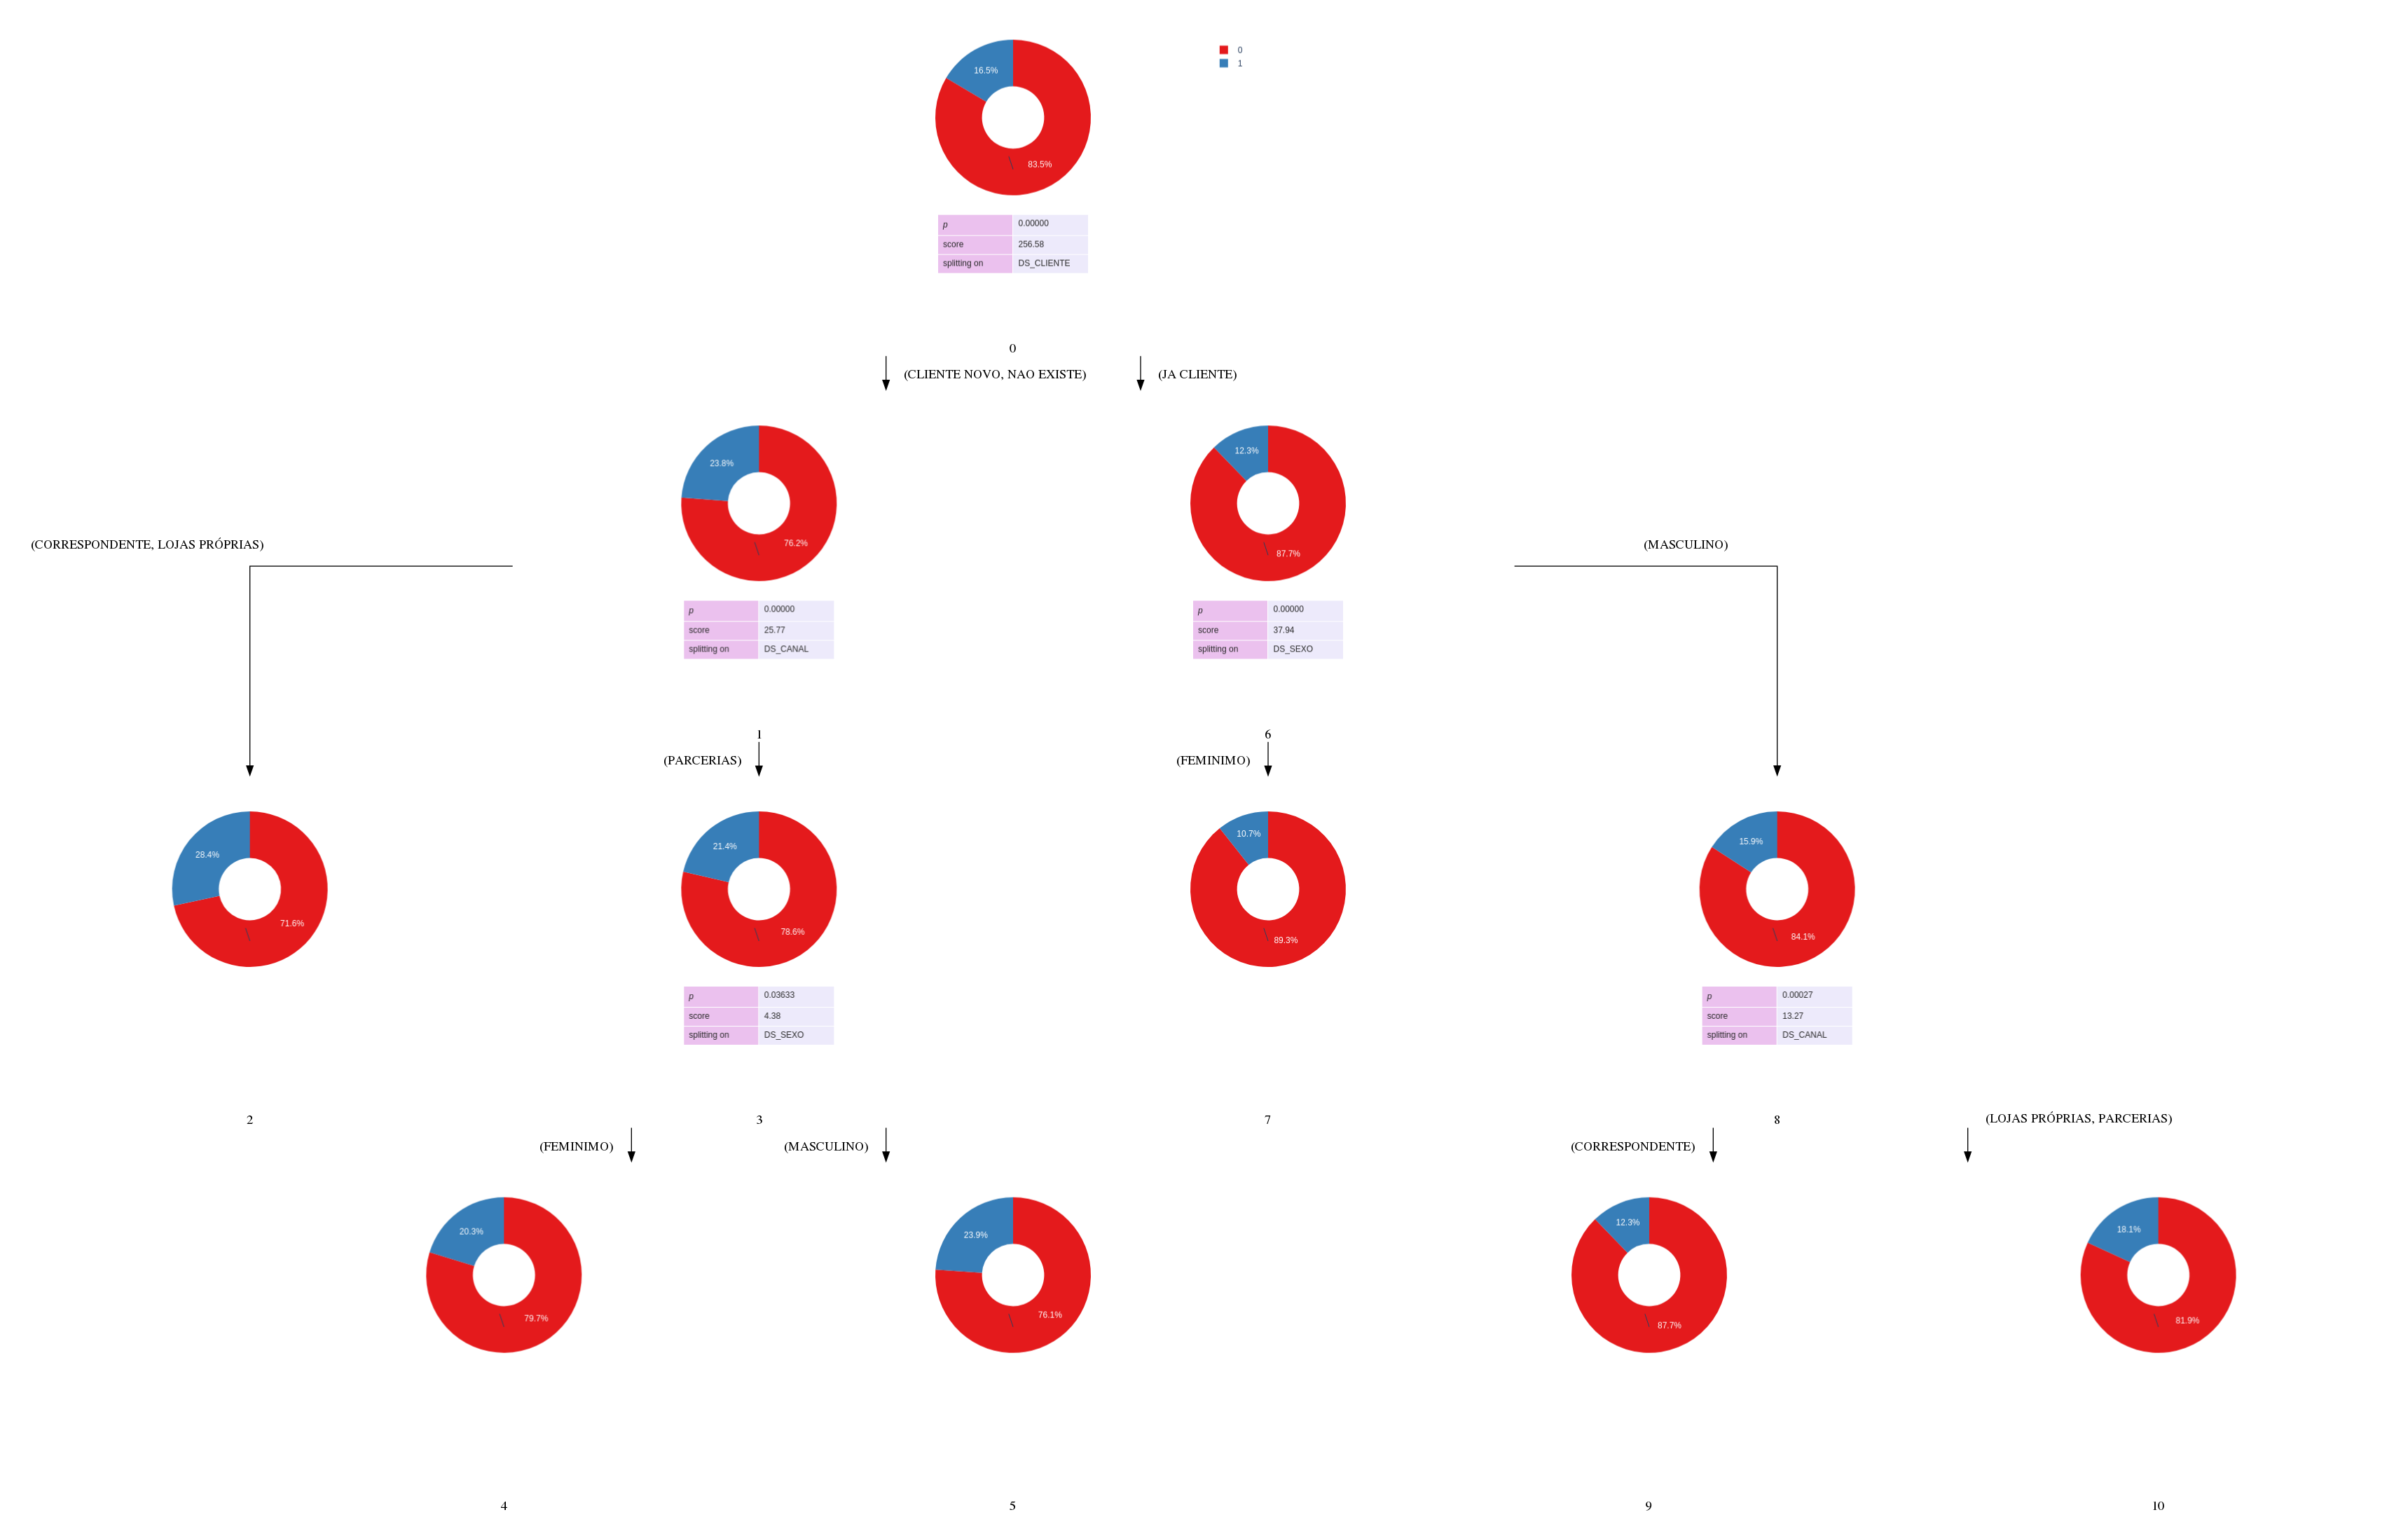 0
1
16.5%
83.5%
p 0.00000
score 256.58
splitting on DS_CLIENTE
0
(CLIENTE NOVO, NAO EXISTE)
(JA CLIENTE)
23.8%
76.2%
12.3%
87.7%
(CORRESPONDENTE, LOJAS PRÓPRIAS)
(MASCULINO)
p 0.00000
score 25.77
splitting on DS_CANAL
p 0.00000
score 37.94
splitting on DS_SEXO
1
6
(PARCERIAS)
(FEMINIMO)
28.4%
71.6%
21.4%
78.6%
10.7%
89.3%
15.9%
84.1%
p 0.03633
score 4.38
splitting on DS_SEXO
p 0.00027
score 13.27
splitting on DS_CANAL
2
3
7
8
(LOJAS PRÓPRIAS, PARCERIAS)
(FEMINIMO)
(MASCULINO)
(CORRESPONDENTE)
20.3%
79.7%
23.9%
76.1%
12.3%
87.7%
18.1%
81.9%
4
5
9
10